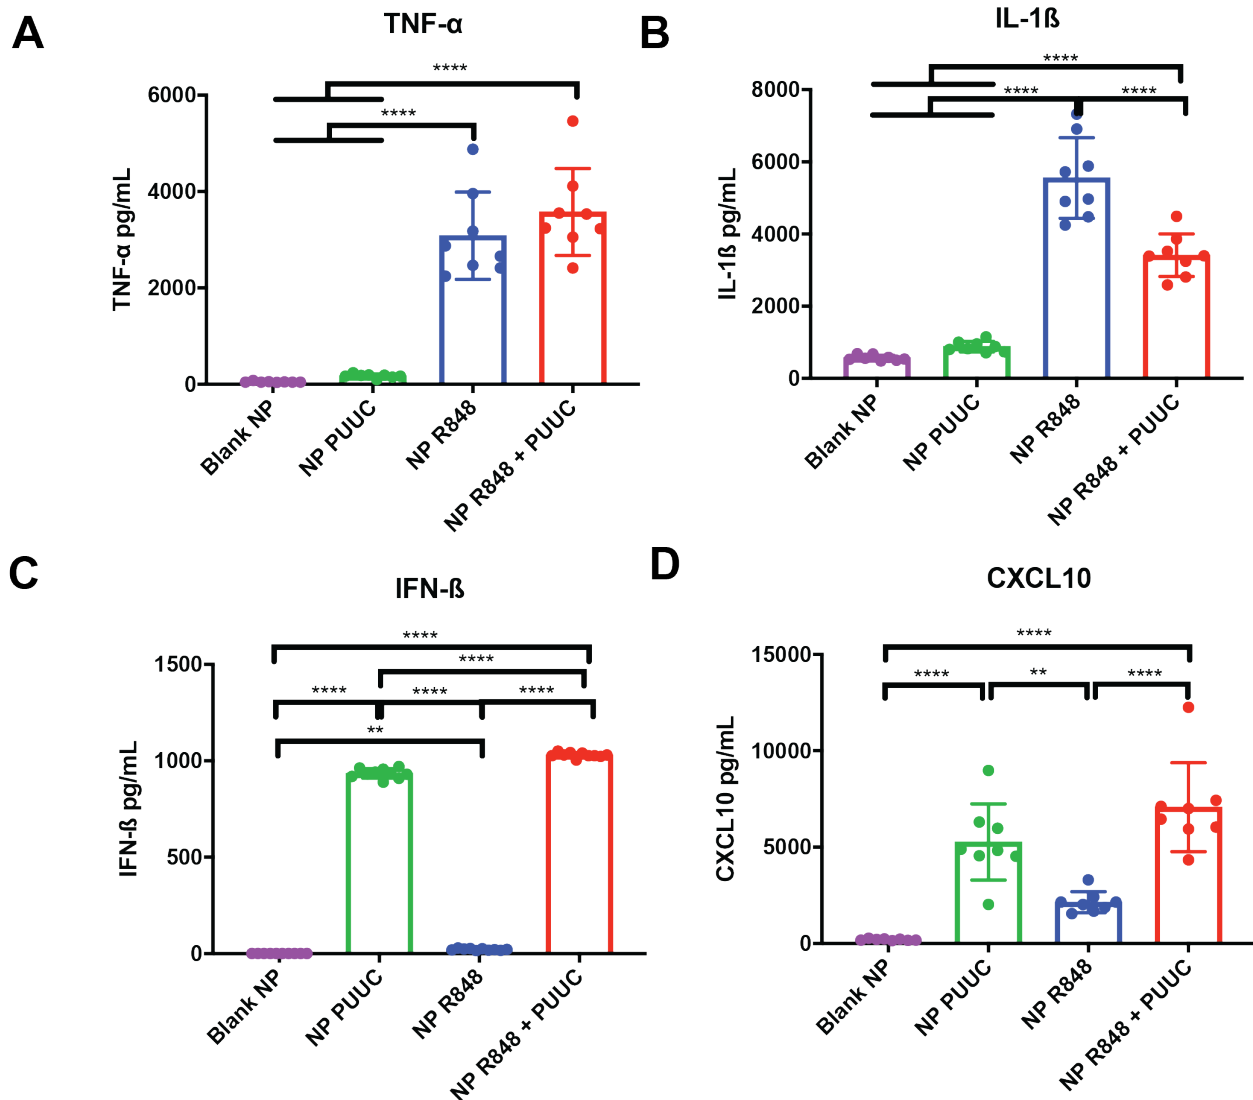 A
TNF-α
TNF-α pg/mL
6000
4000
2000
0
****
****
Blank NP
NP PUUC
NP R848
NP R848 + PUUC
B
IL-1ß
IL-1ß pg/mL
8000
6000
4000
2000
0
****
**** ****
Blank NP
NP PUUC
NP R848
NP R848 + PUUC
C
IFN-ß
IFN-ß pg/mL
1500
1000
500
0
****
****
**** **** ****
**
Blank NP
NP PUUC
NP R848
NP R848 + PUUC
D
CXCL10
CXCL10 pg/mL
15000
10000
5000
0
****
**** ** ****
Blank NP
NP PUUC
NP R848
NP R848 + PUUC